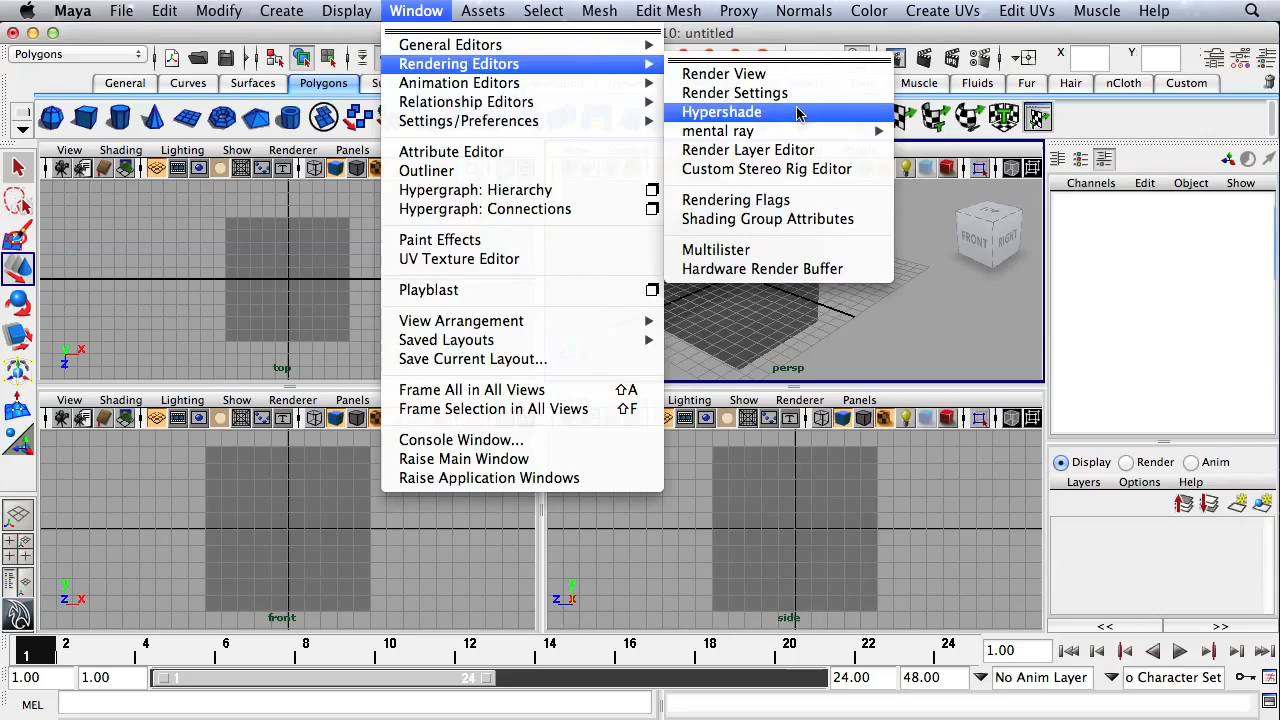 Maya File Edit Modify Create Display Window Assets Select Mesh Edit Mesh Proxy Normals Color Create UVs Edit UVs Muscle Help
10: untitled
Polygons
X Y
General Curves Surfaces Polygons Muscle Fluids Fur Hair nCloth Custom
General Editors
Rendering Editors
Animation Editors
Relationship Editors
Settings/Preferences
Attribute Editor
Outliner
Hypergraph: Hierarchy
Hypergraph: Connections
Paint Effects
UV Texture Editor
Playblast
View Arrangement
Saved Layouts
Save Current Layout...
Frame All in All Views ⇧A
Frame Selection in All Views ⇧F
Console Window...
Raise Main Window
Raise Application Windows
Render View
Render Settings
Hypershade
mental ray
Render Layer Editor
Custom Stereo Rig Editor
Rendering Flags
Shading Group Attributes
Multilister
Hardware Render Buffer
View Shading Lighting Show Renderer Panels
y x z
top
FRONT RIGHT
persp
Channels Edit Object Show
View Shading Lighting Show Renderer Panels
y z x
front
Lighting Show Renderer Panels
y z x
side
Display Render Anim
Layers Options Help
<< >>
1 2 4 6 8 10 12 14 16 18 20 22 24
1.00
1.00 1.00 1 24 24.00 48.00 No Anim Layer o Character Set
MEL